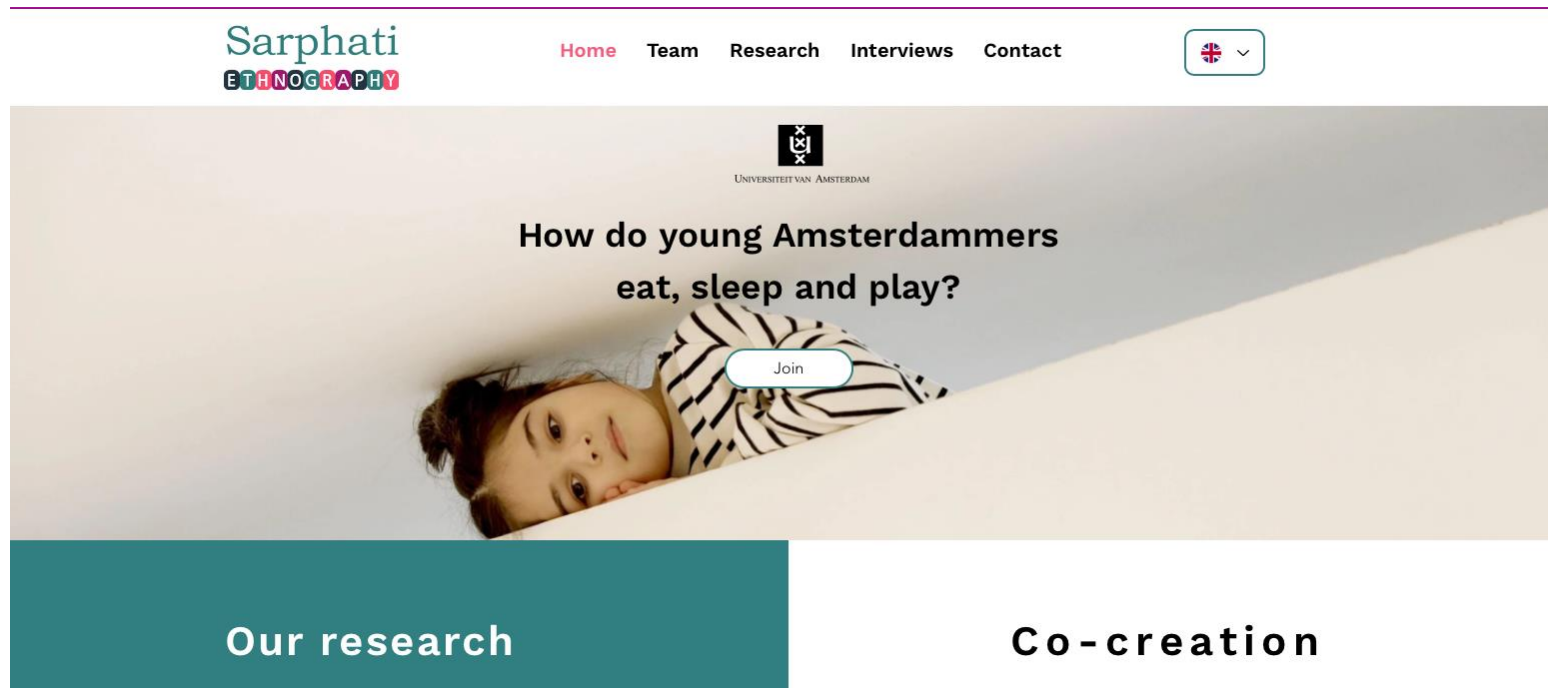 Sarphati
ETHNOGRAPHY
Home Team Research Interviews Contact
UNIVERSITEIT VAN AMSTERDAM
How do young Amsterdammers
eat, sleep and play?
Join
Our research
Co-creation